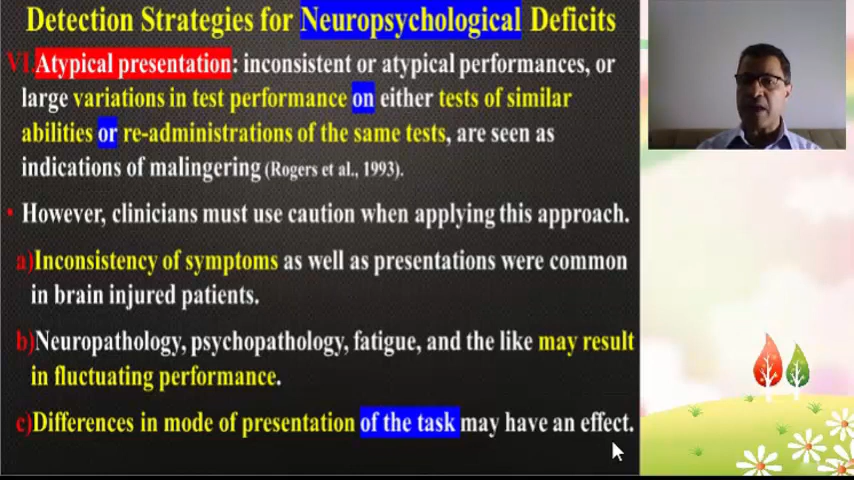 Detection Strategies for Neuropsychological Deficits
VI. Atypical presentation: inconsistent or atypical performances, or
large variations in test performance on either tests of similar
abilities or re-administrations of the same tests, are seen as
indications of malingering (Rogers et al., 1993).
• However, clinicians must use caution when applying this approach.
a)Inconsistency of symptoms as well as presentations were common
in brain injured patients.
b)Neuropathology, psychopathology, fatigue, and the like may result
in fluctuating performance.
c)Differences in mode of presentation of the task may have an effect.